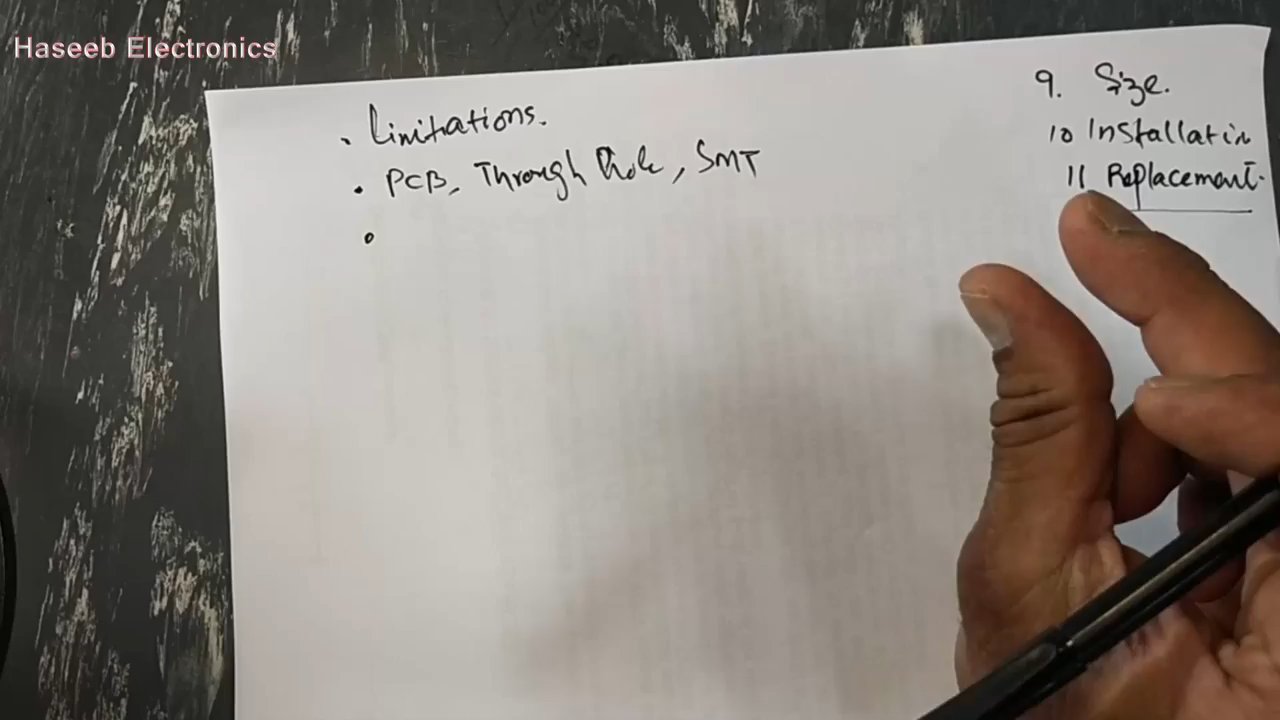 Haseeb Electronics
. Limitations.
. PCB, Through Hole, SMT
.
9. Size.
10 Installatin
11 Replacement.